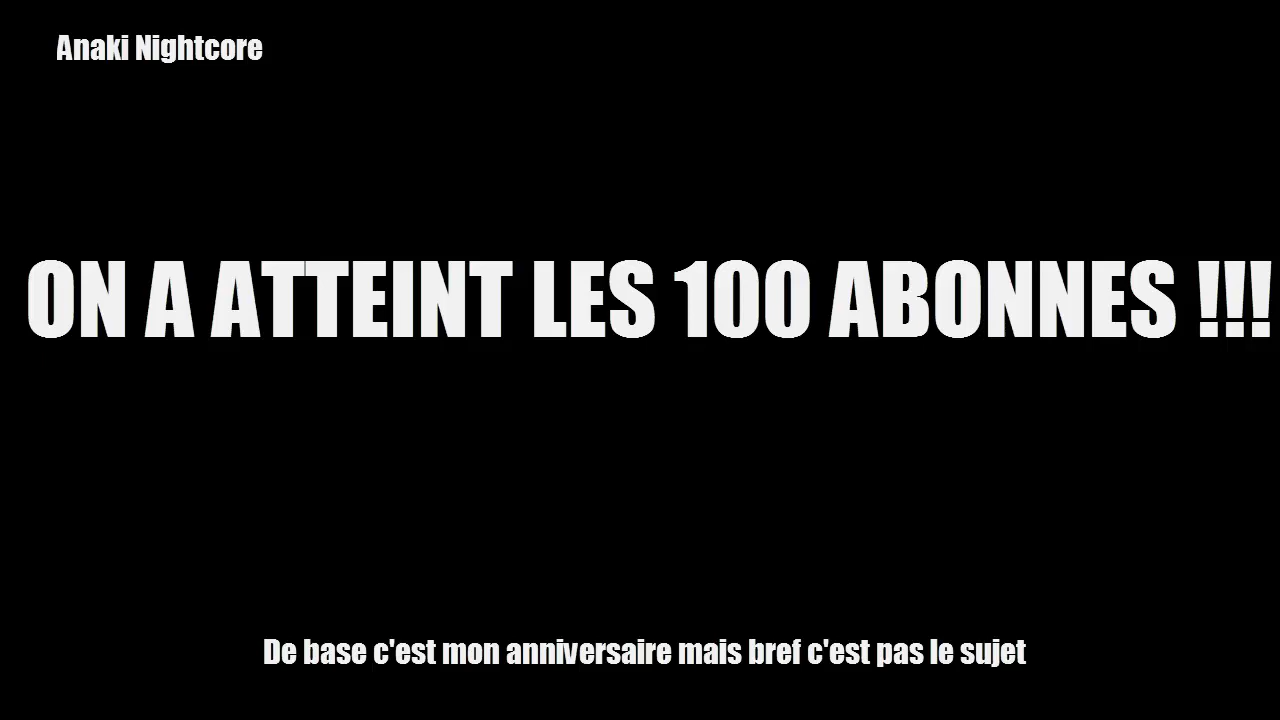 Anaki Nightcore
ON A ATTEINT LES 100 ABONNES !!!
De base c'est mon anniversaire mais bref c'est pas le sujet